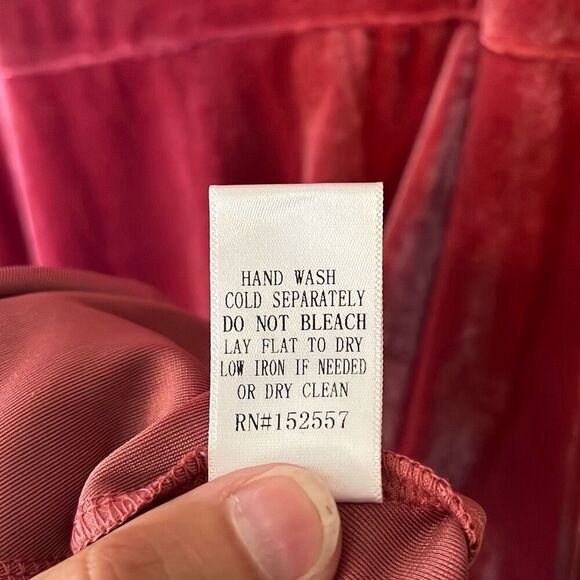 HAND WASH
COLD SEPARATELY
DO NOT BLEACH
LAY FLAT TO DRY
LOW IRON IF NEEDED
OR DRY CLEAN
RN#152557